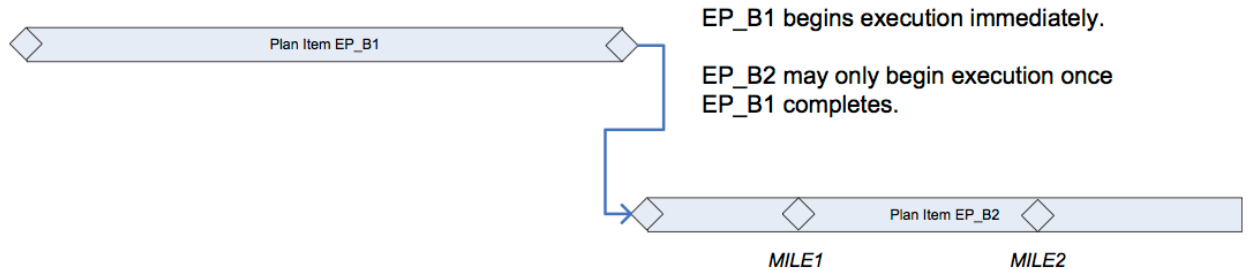 EP_B1 begins execution immediately.
Plan Item EP_B1
EP_B2 may only begin execution once
EP_B1 completes.
Plan Item EP_B2
MILE1
MILE2